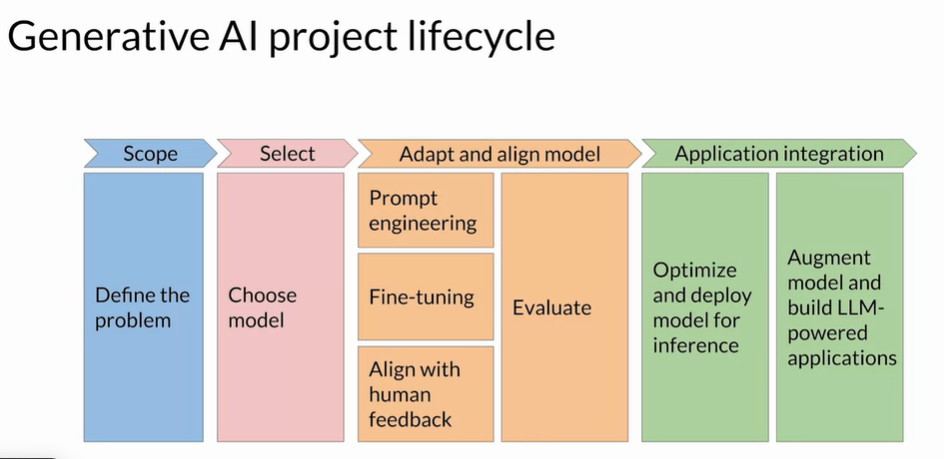 Generative AI project lifecycle
Scope
Select
Adapt and align model
Application integration
Define the
problem
Choose
model
Prompt
engineering
Fine-tuning
Align with
human
feedback
Evaluate
Optimize
and deploy
model for
inference
Augment
model and
build LLM-
powered
applications